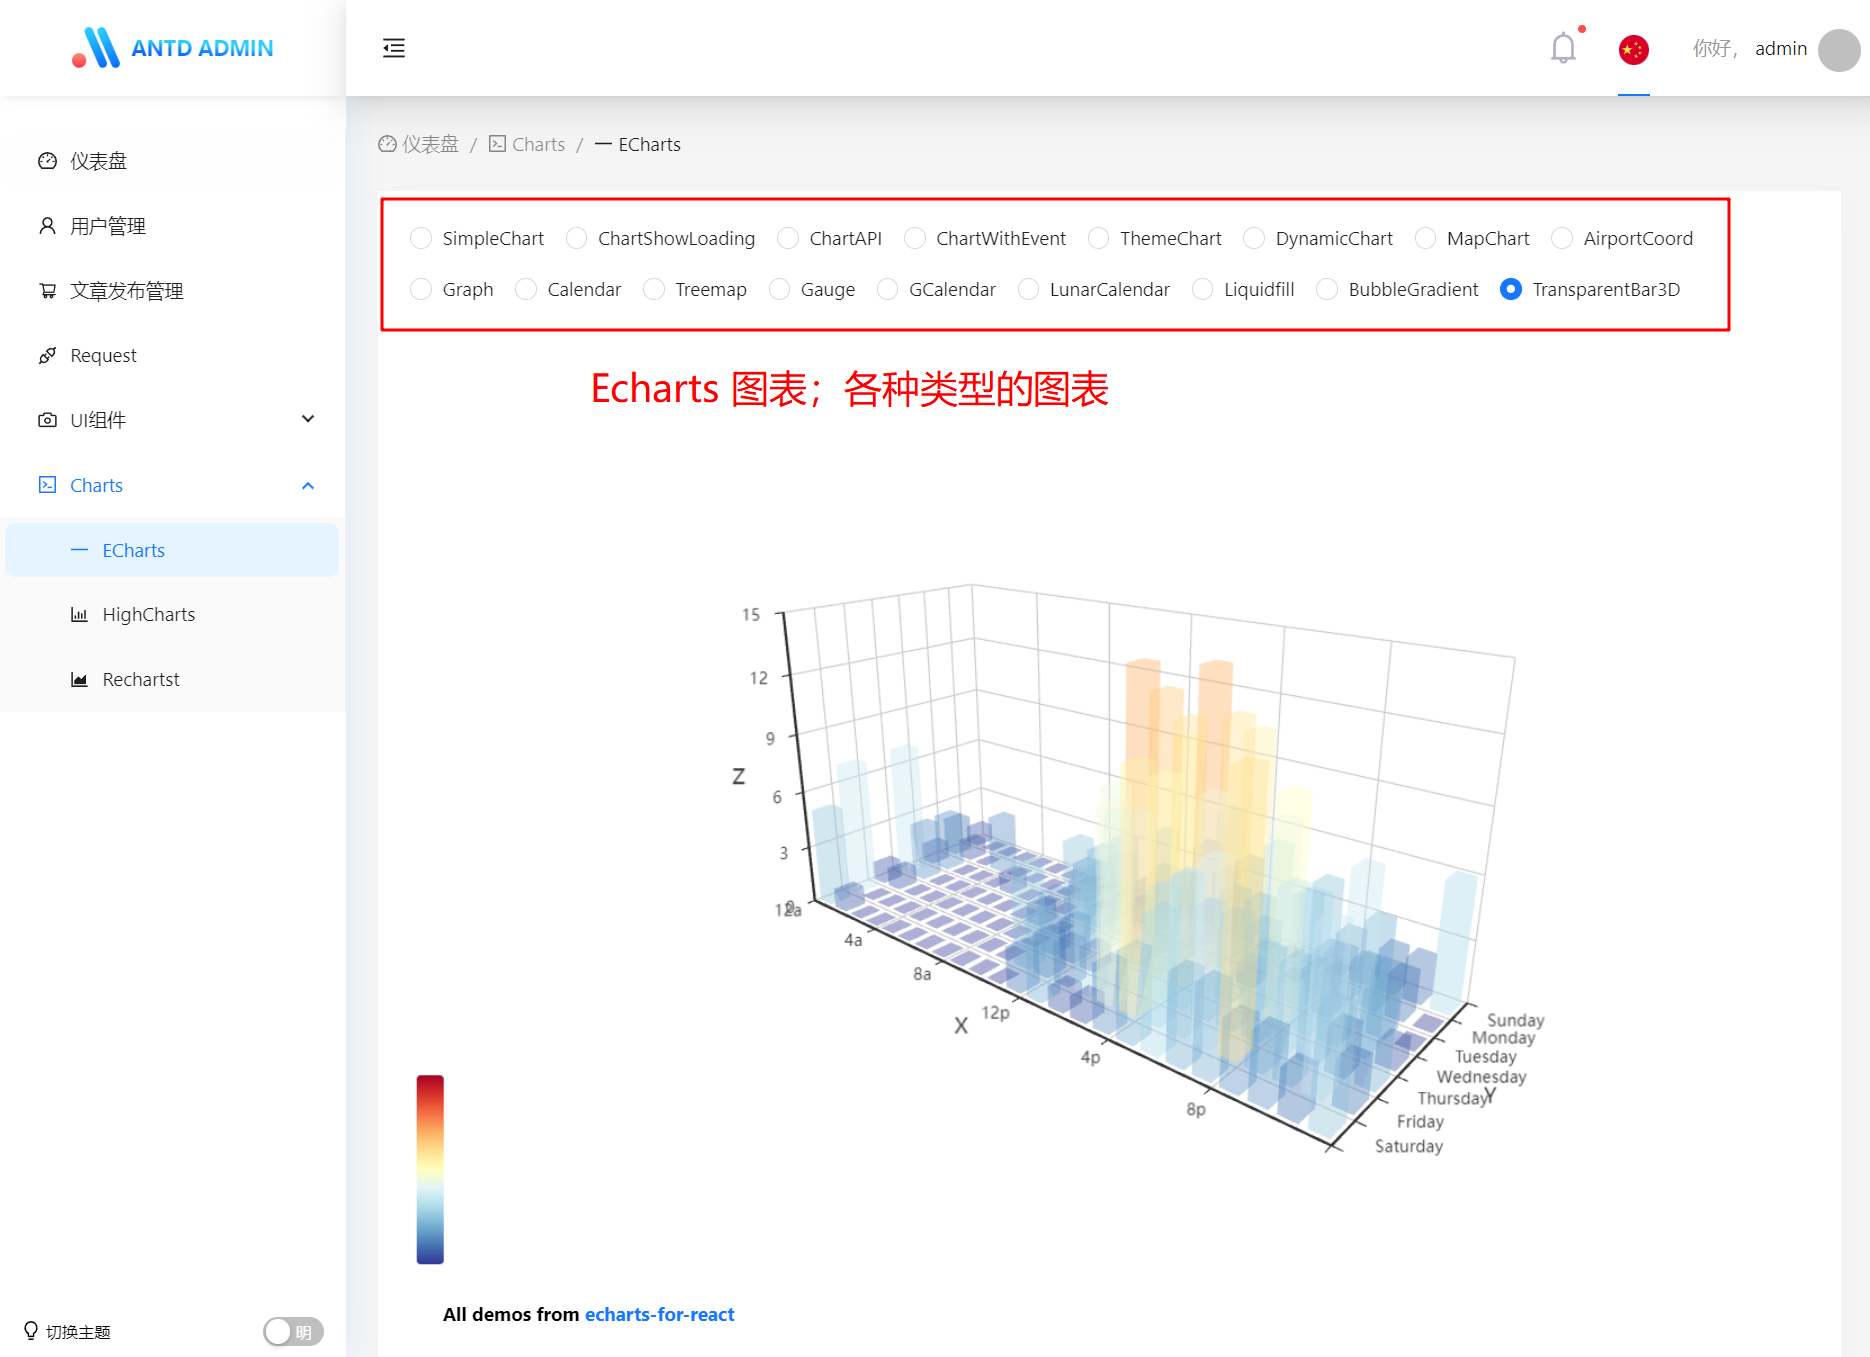 ANTD ADMIN
你好， admin
仪表盘 / Charts / ECharts
仪表盘
用户管理
文章发布管理
Request
UI组件
Charts
ECharts
HighCharts
Rechartst
切换主题 明
SimpleChart ChartShowLoading ChartAPI ChartWithEvent ThemeChart DynamicChart MapChart AirportCoord
Graph Calendar Treemap Gauge GCalendar LunarCalendar Liquidfill BubbleGradient TransparentBar3D
Echarts 图表；各种类型的图表
15
12
9
Z
6
3
0
12a
4a
8a
12p
X
4p
8p
Sunday
Monday
Tuesday
Wednesday
Thursday
Y
Friday
Saturday
All demos from echarts-for-react